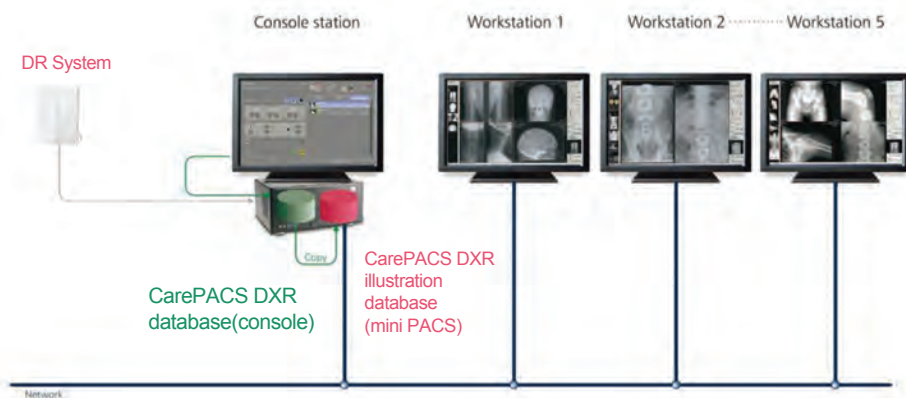 Console station
Workstation 1
Workstation 2 ········· Workstation 5
DR System
Copy
CarePACS DXR
database(console)
CarePACS DXR
illustration
database
(mini PACS)
Network